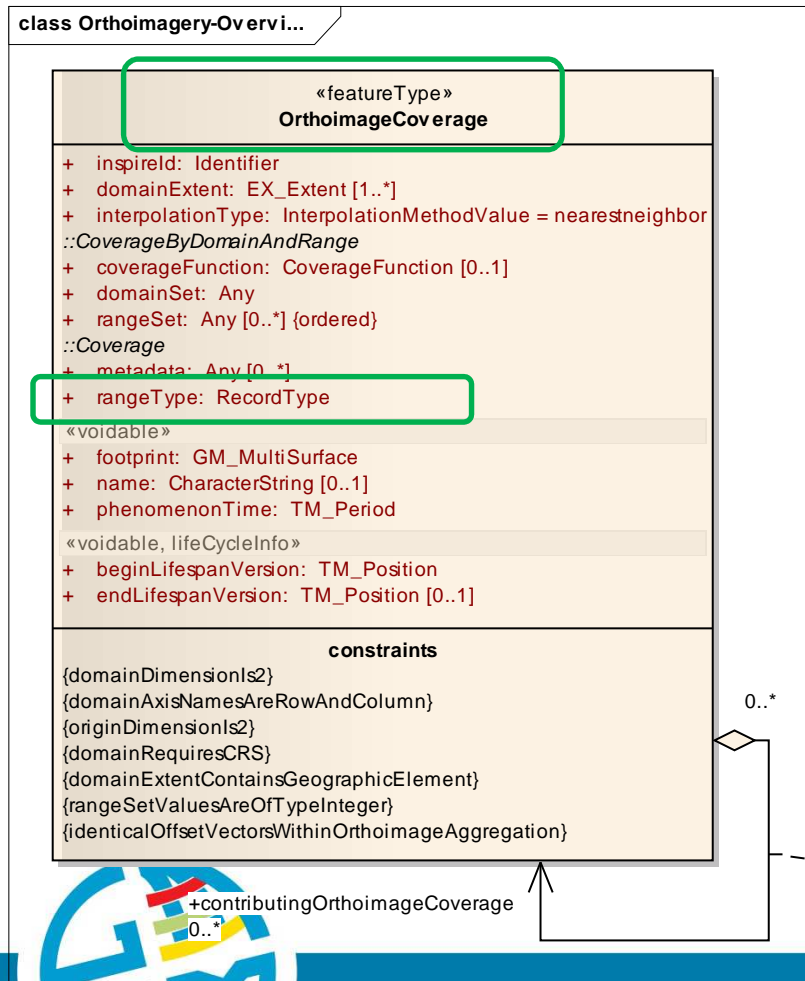 class Orthoimagery-Overvi...
«featureType»
OrthoimageCoverage
+ inspireId: Identifier
+ domainExtent: EX_Extent [1..*]
+ interpolationType: InterpolationMethodValue = nearestneighbor
::CoverageByDomainAndRange
+ coverageFunction: CoverageFunction [0..1]
+ domainSet: Any
+ rangeSet: Any [0..*] {ordered}
::Coverage
+ metadata: Any [0..*]
+ rangeType: RecordType
«voidable»
+ footprint: GM_MultiSurface
+ name: CharacterString [0..1]
+ phenomenonTime: TM_Period
«voidable, lifeCycleInfo»
+ beginLifespanVersion: TM_Position
+ endLifespanVersion: TM_Position [0..1]
constraints
{domainDimensionIs2}
{domainAxisNamesAreRowAndColumn}
{originDimensionIs2}
{domainRequiresCRS}
{domainExtentContainsGeographicElement}
{rangeSetValuesAreOfTypeInteger}
{identicalOffsetVectorsWithinOrthoimageAggregation}
0..*
+contributingOrthoimageCoverage
0..*